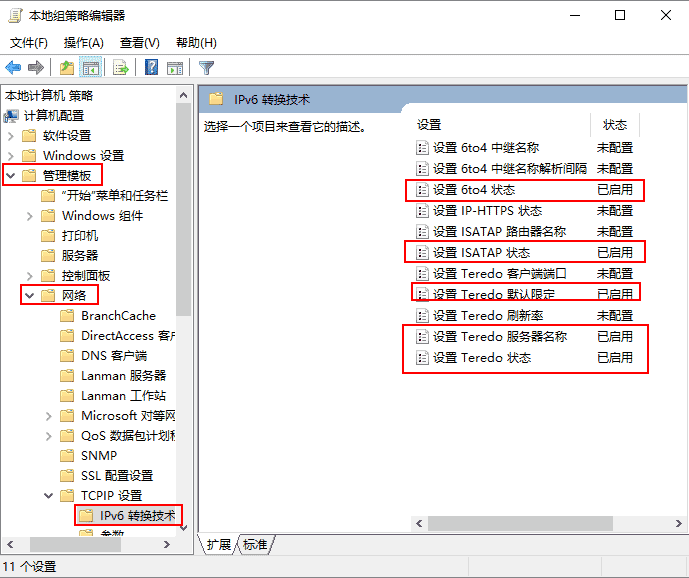 本地组策略编辑器
文件(F) 操作(A) 查看(V) 帮助(H)
本地计算机 策略
计算机配置
软件设置
Windows 设置
管理模板
“开始”菜单和任务栏
Windows 组件
打印机
服务器
控制面板
网络
BranchCache
DirectAccess 客户
DNS 客户端
Lanman 服务器
Lanman 工作站
Microsoft 对等网
QoS 数据包计划程
SNMP
SSL 配置设置
TCPIP 设置
IPv6 转换技术
参数
IPv6 转换技术
选择一个项目来查看它的描述。
设置 状态
设置 6to4 中继名称 未配置
设置 6to4 中继名称解析间隔 未配置
设置 6to4 状态 已启用
设置 IP-HTTPS 状态 未配置
设置 ISATAP 路由器名称 未配置
设置 ISATAP 状态 已启用
设置 Teredo 客户端端口 未配置
设置 Teredo 默认限定 已启用
设置 Teredo 刷新率 未配置
设置 Teredo 服务器名称 已启用
设置 Teredo 状态 已启用
扩展 标准
11 个设置